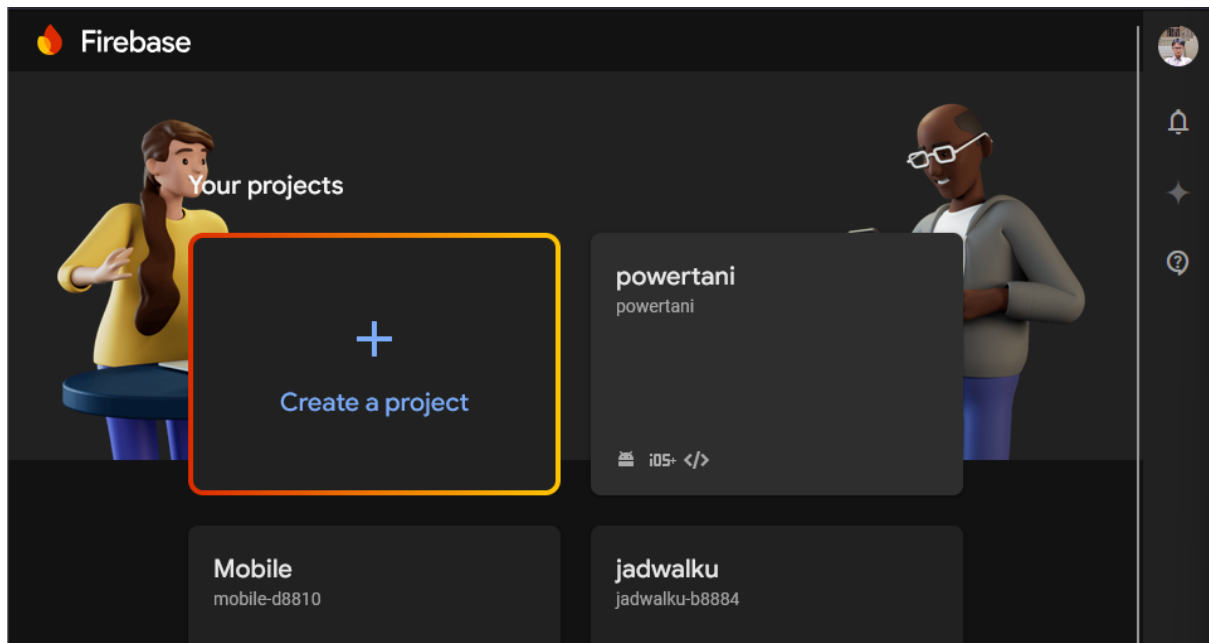 Firebase
Your projects
Create a project
powertani
powertani
iOS+ </>
Mobile
mobile-d8810
jadwalku
jadwalku-b8884